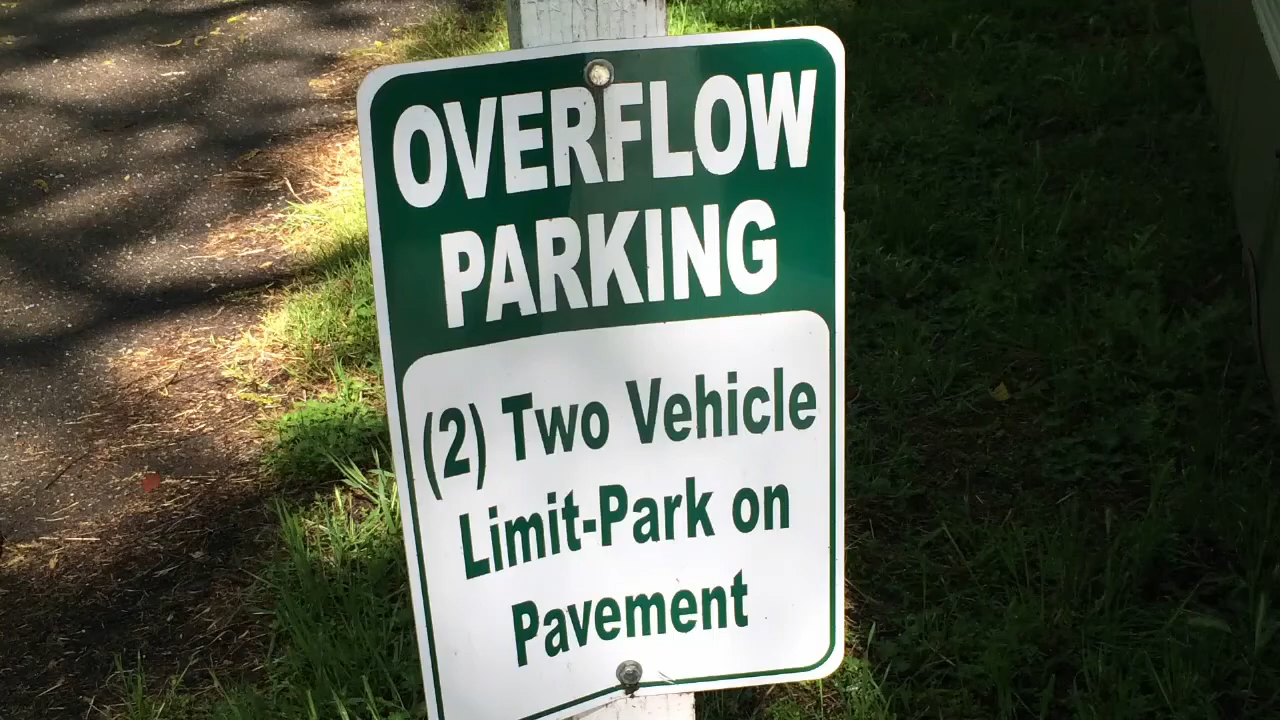 OVERFLOW
PARKING
(2) Two Vehicle
Limit-Park on
Pavement